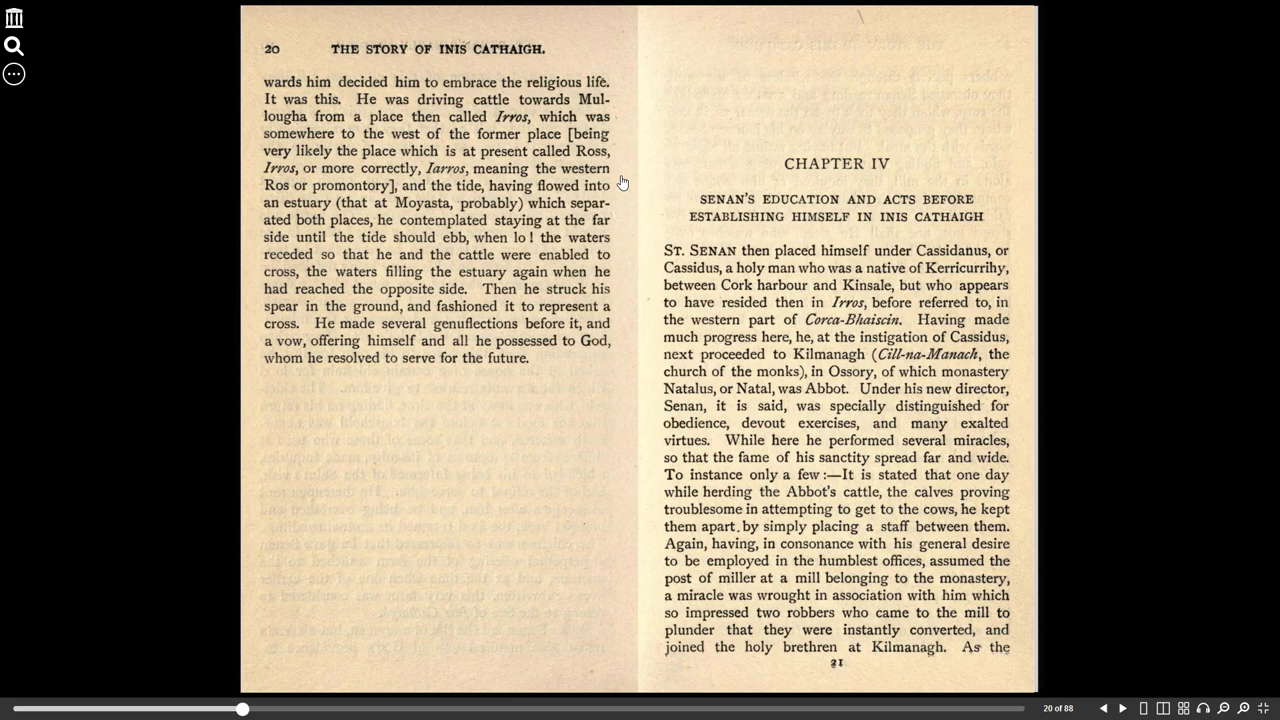 20 THE STORY OF INIS CATHAIGH.
wards him decided him to embrace the religious life.
It was this. He was driving cattle towards Mul-
lougha from a place then called Irros, which was
somewhere to the west of the former place [being
very likely the place which is at present called Ross,
Irros, or more correctly, Iarros, meaning the western
Ros or promontory], and the tide, having flowed into
an estuary (that at Moyasta, probably) which separ-
ated both places, he contemplated staying at the far
side until the tide should ebb, when lo! the waters
receded so that he and the cattle were enabled to
cross, the waters filling the estuary again when he
had reached the opposite side. Then he struck his
spear in the ground, and fashioned it to represent a
cross. He made several genuflections before it, and
a vow, offering himself and all he possessed to God,
whom he resolved to serve for the future.
CHAPTER IV
SENAN'S EDUCATION AND ACTS BEFORE
ESTABLISHING HIMSELF IN INIS CATHAIGH
ST. SENAN then placed himself under Cassidanus, or
Cassidus, a holy man who was a native of Kerricurrihy,
between Cork harbour and Kinsale, but who appears
to have resided then in Irros, before referred to, in
the western part of Corca-Bhaiscin. Having made
much progress here, he, at the instigation of Cassidus,
next proceeded to Kilmanagh (Cill-na-Manach, the
church of the monks), in Ossory, of which monastery
Natalus, or Natal, was Abbot. Under his new director,
Senan, it is said, was specially distinguished for
obedience, devout exercises, and many exalted
virtues. While here he performed several miracles,
so that the fame of his sanctity spread far and wide.
To instance only a few:—It is stated that one day
while herding the Abbot's cattle, the calves proving
troublesome in attempting to get to the cows, he kept
them apart by simply placing a staff between them.
Again, having, in consonance with his general desire
to be employed in the humblest offices, assumed the
post of miller at a mill belonging to the monastery,
a miracle was wrought in association with him which
so impressed two robbers who came to the mill to
plunder that they were instantly converted, and
joined the holy brethren at Kilmanagh. As the
21
20 of 88